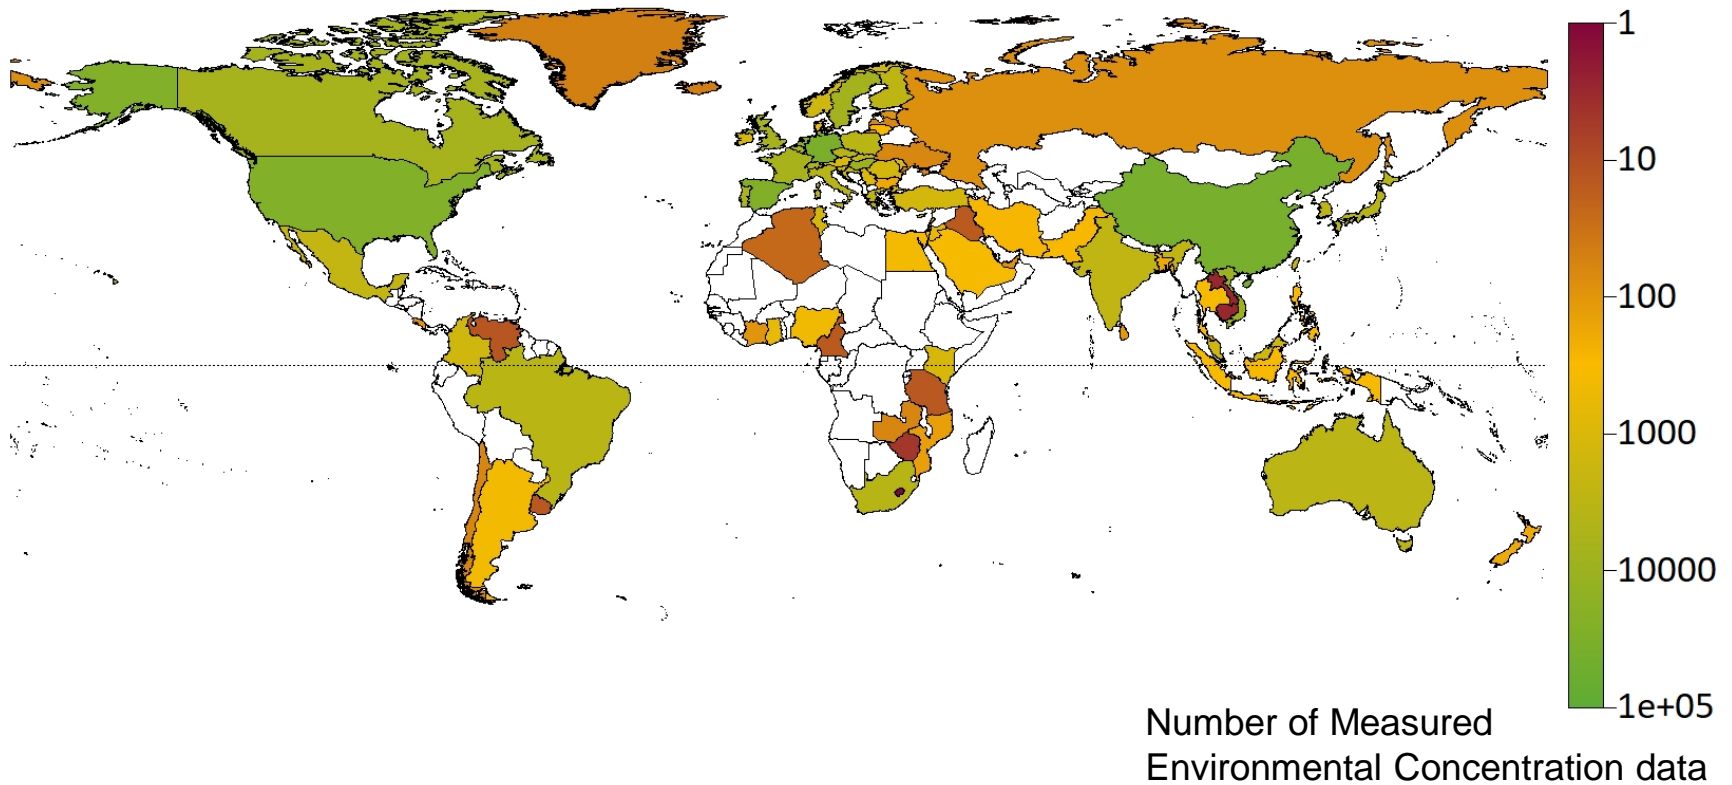 1
10
100
1000
10000
1e+05
Number of Measured
Environmental Concentration data